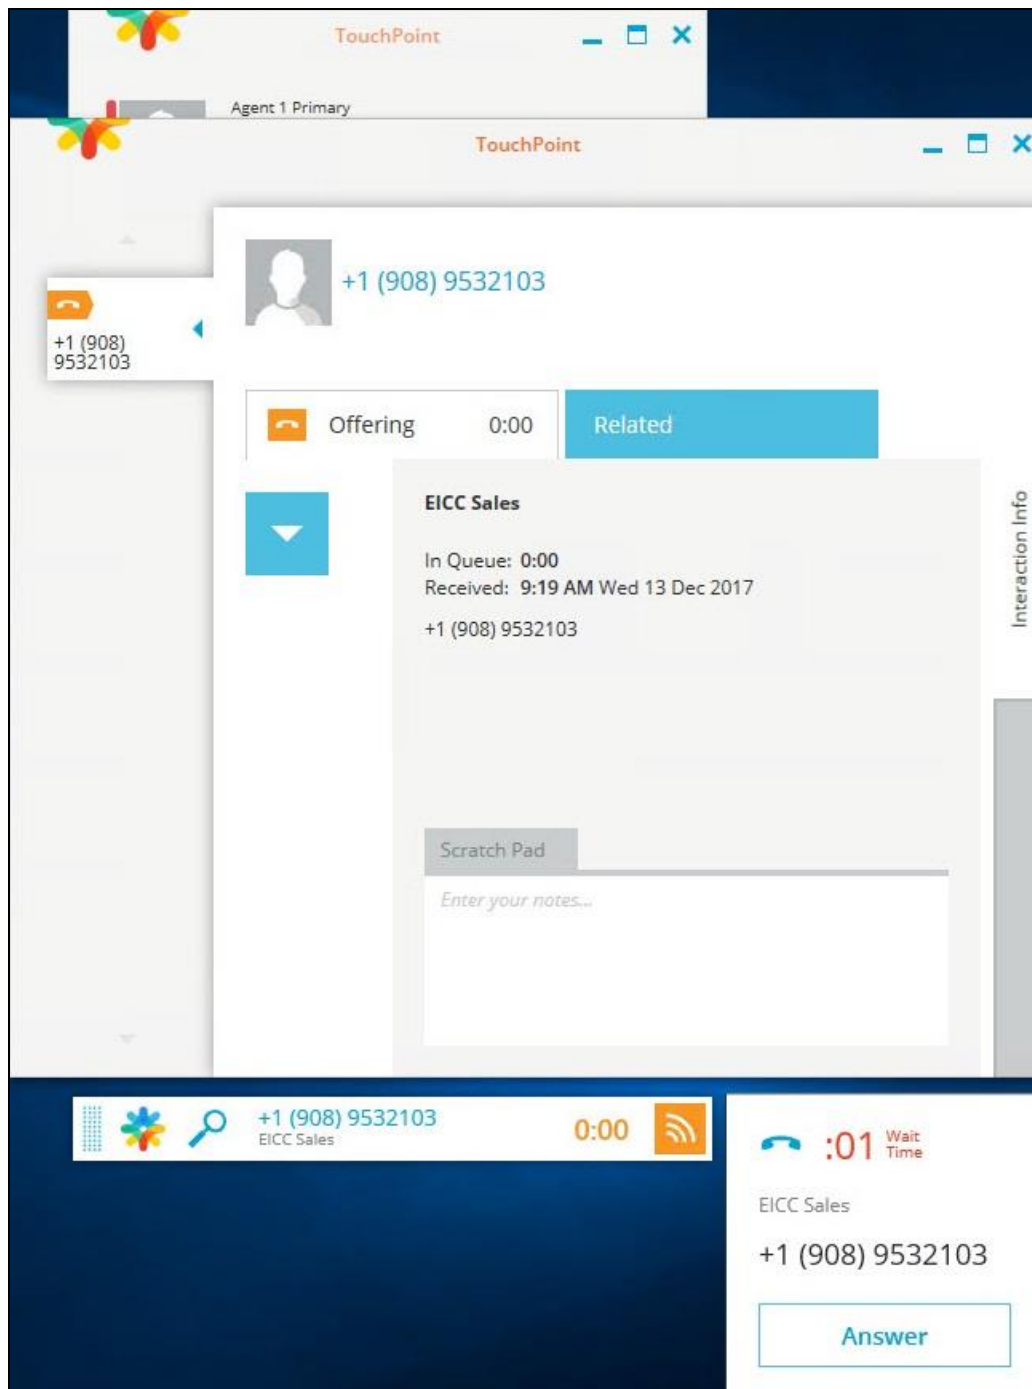 TouchPoint
Agent 1 Primary
TouchPoint
+1 (908) 9532103
+1 (908)
9532103
Offering 0:00 Related
EICC Sales
In Queue: 0:00
Received: 9:19 AM Wed 13 Dec 2017
+1 (908) 9532103
Interaction Info
Scratch Pad
Enter your notes...
+1 (908) 9532103
EICC Sales
0:00
:01 Wait
Time
EICC Sales
+1 (908) 9532103
Answer